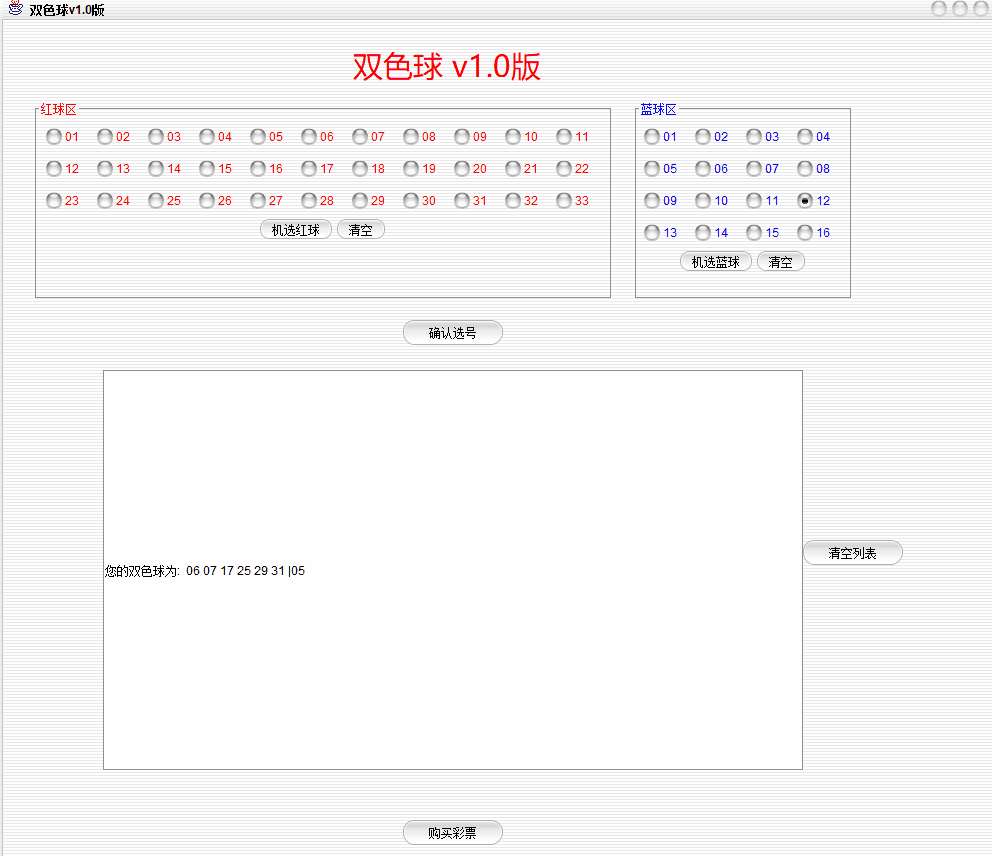 双色球v1.0版
双色球 v1.0版
红球区
01 02 03 04 05 06 07 08 09 10 11
12 13 14 15 16 17 18 19 20 21 22
23 24 25 26 27 28 29 30 31 32 33
机选红球 清空
蓝球区
01 02 03 04
05 06 07 08
09 10 11 12
13 14 15 16
机选蓝球 清空
确认选号
您的双色球为: 06 07 17 25 29 31 |05
清空列表
购买彩票